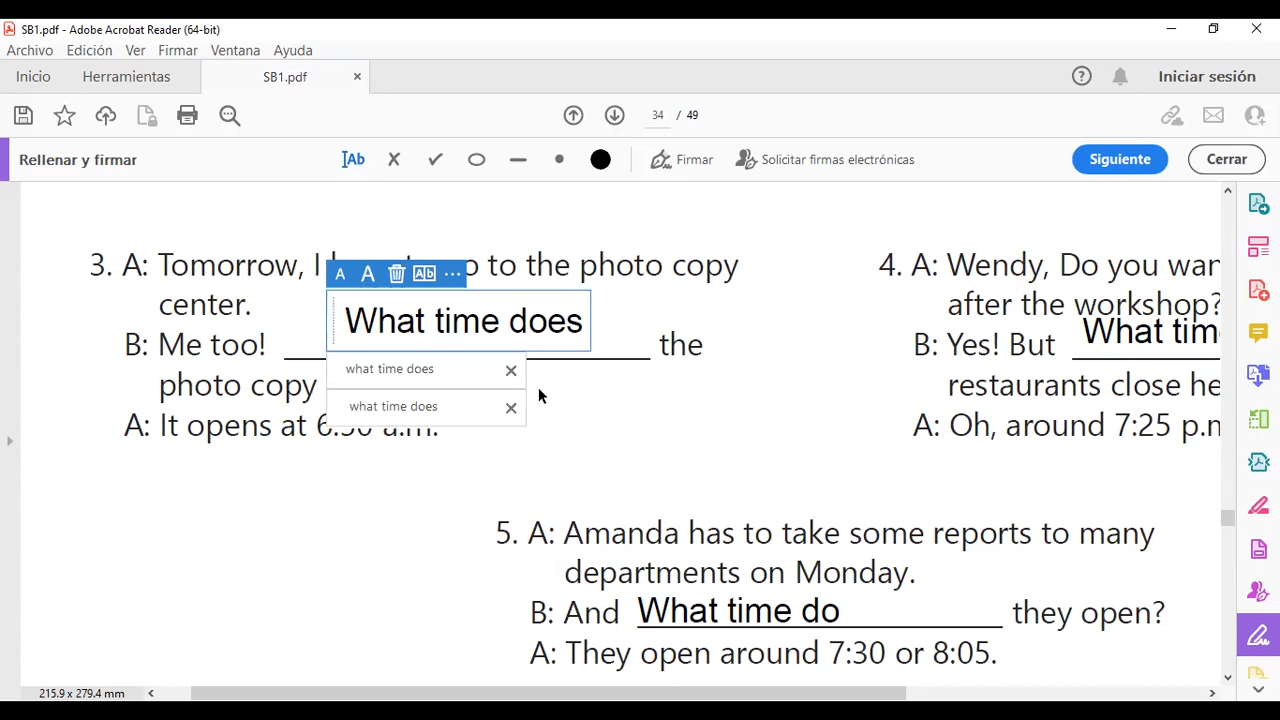 SB1.pdf - Adobe Acrobat Reader (64-bit)
Archivo Edición Ver Firmar Ventana Ayuda
Inicio Herramientas SB1.pdf × Iniciar sesión
34 / 49
Rellenar y firmar Ab Firmar Solicitar firmas electrónicas Siguiente Cerrar
3. A: Tomorrow, I to the photo copy
center.
A A Ab ...
What time does
B: Me too! the
photo copy
what time does
what time does
A: It opens at 6:30 a.m.
4. A: Wendy, Do you
after the workshop?
What
B: Yes! But
restaurants close
A: Oh, around 7:25
5. A: Amanda has to take some reports to many
departments on Monday.
B: And What time do they open?
A: They open around 7:30 or 8:05.
215.9 x 279.4 mm